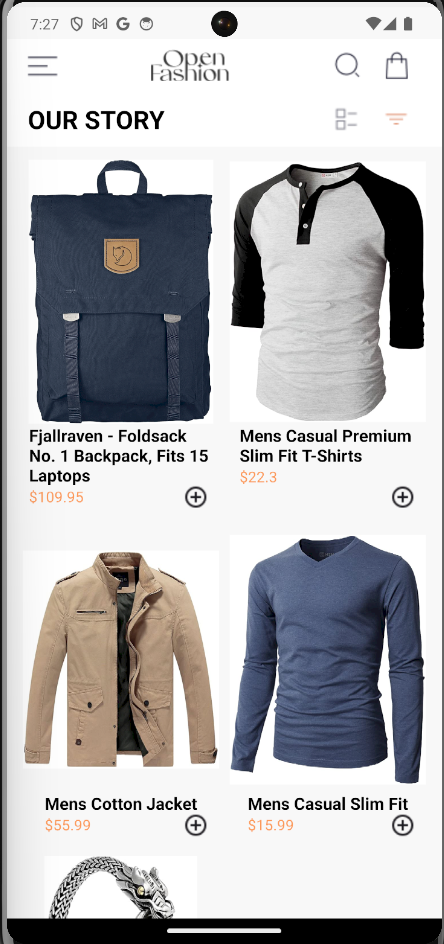 7:27
Open
Fashion
OUR STORY
Fjallraven - Foldsack
No. 1 Backpack, Fits 15
Laptops
$109.95
Mens Casual Premium
Slim Fit T-Shirts
$22.3
Mens Cotton Jacket
$55.99
Mens Casual Slim Fit
$15.99